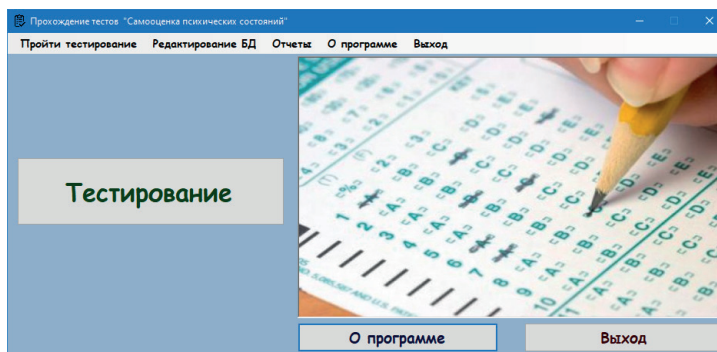 Прохождение тестов "Самооценка психических состояний"
Пройти тестирование Редактирование БД Отчеты О программе Выход
Тестирование
О программе
Выход